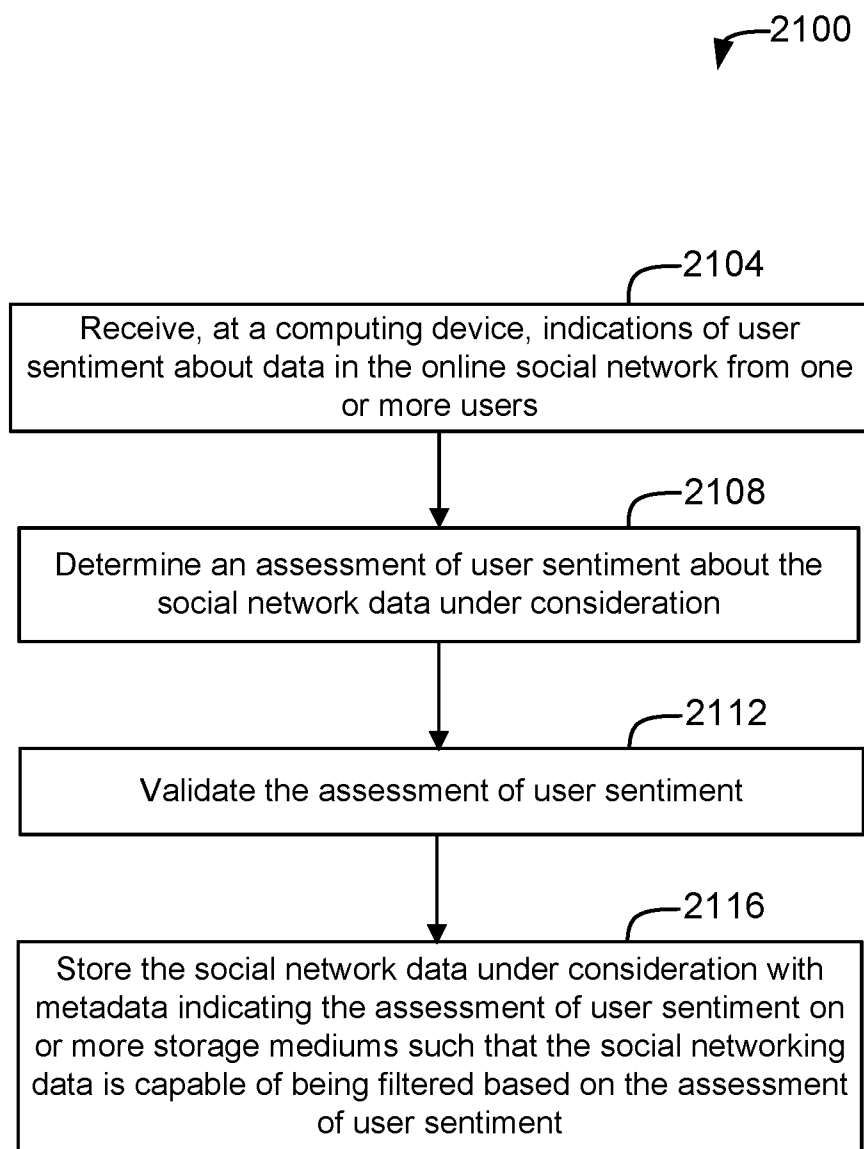 2100
2104
Receive, at a computing device, indications of user
sentiment about data in the online social network from one
or more users
2108
Determine an assessment of user sentiment about the
social network data under consideration
2112
Validate the assessment of user sentiment
2116
Store the social network data under consideration with
metadata indicating the assessment of user sentiment on
or more storage mediums such that the social networking
data is capable of being filtered based on the assessment
of user sentiment